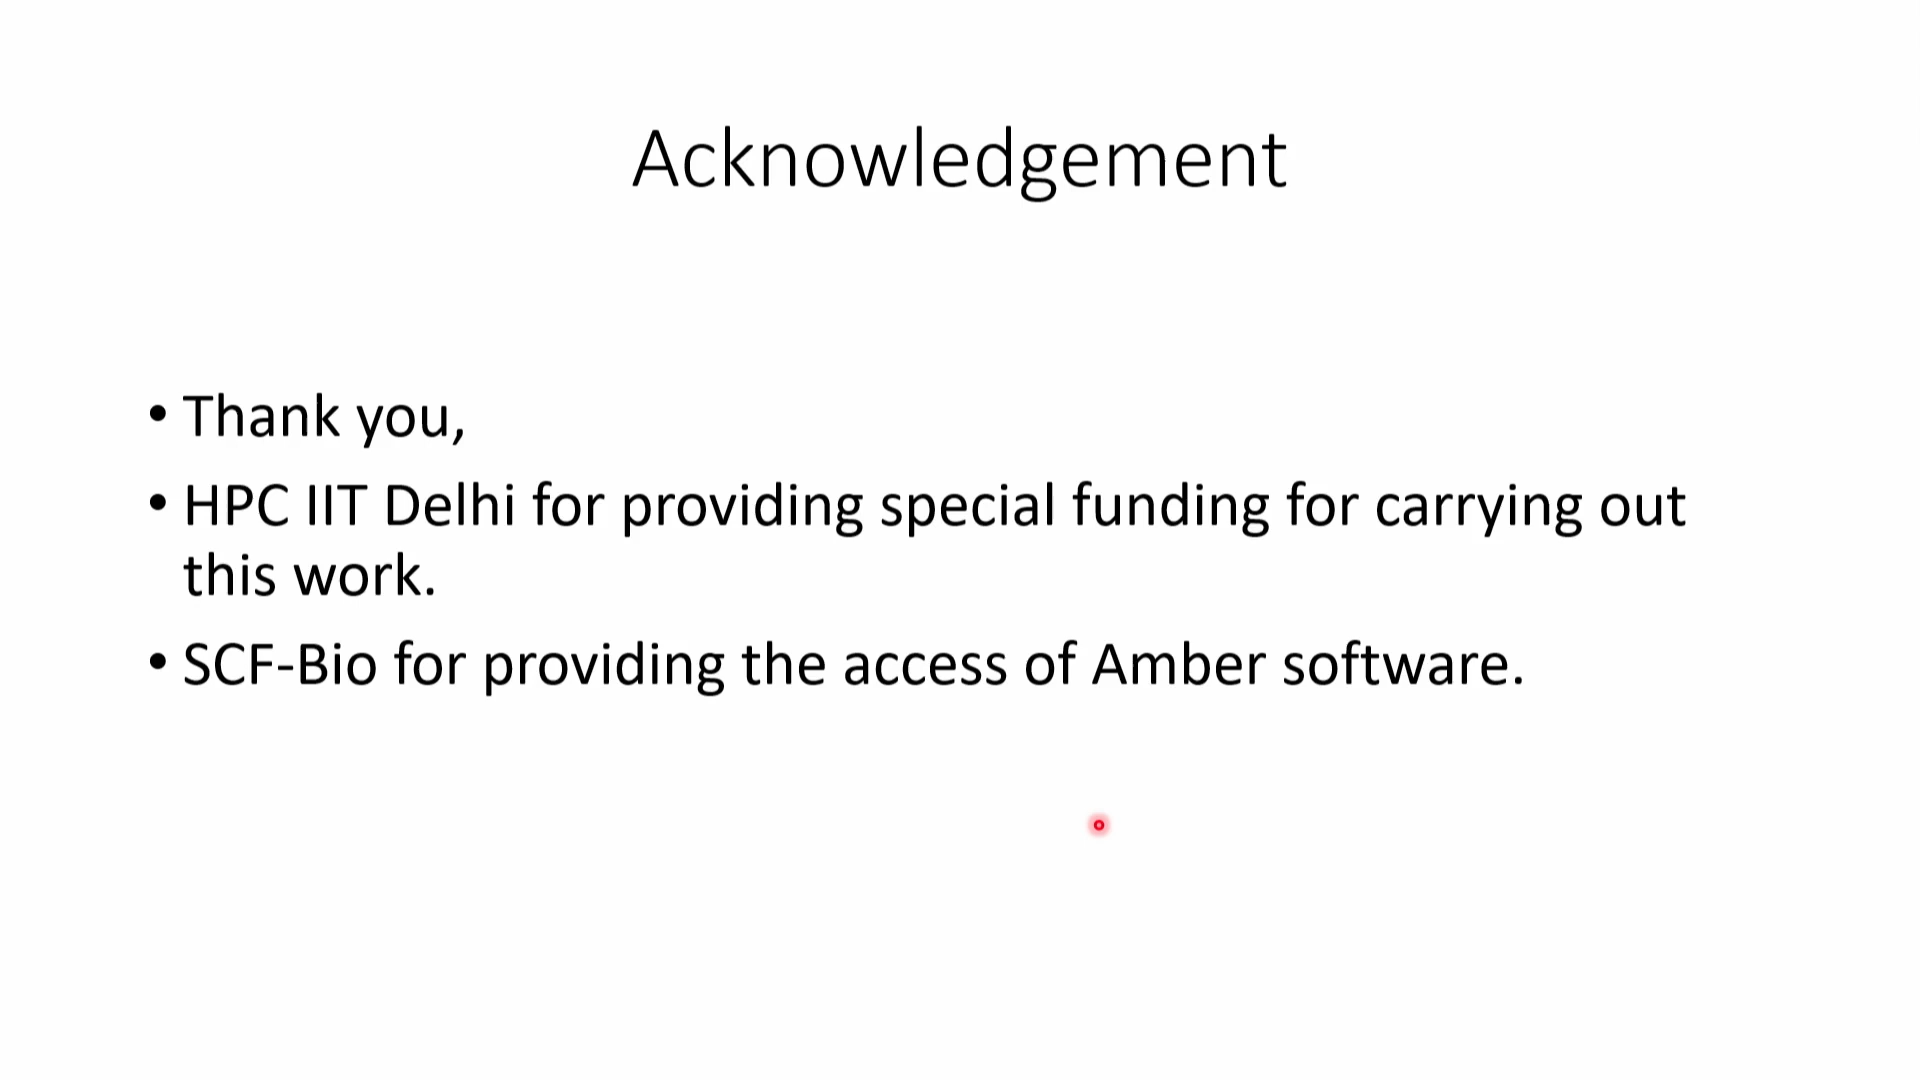 Acknowledgement
• Thank you,
• HPC IIT Delhi for providing special funding for carrying out
this work.
• SCF-Bio for providing the access of Amber software.